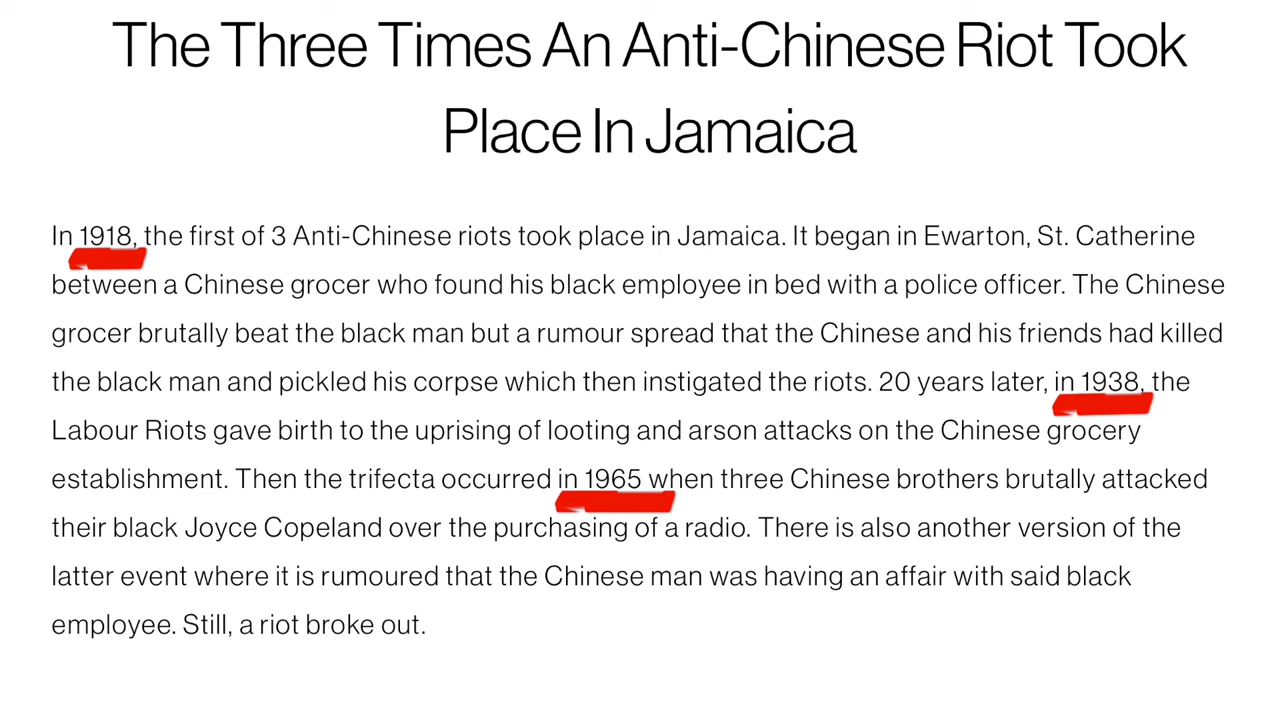 The Three Times An Anti-Chinese Riot Took
Place In Jamaica
In 1918, the first of 3 Anti-Chinese riots took place in Jamaica. It began in Ewarton, St. Catherine
between a Chinese grocer who found his black employee in bed with a police officer. The Chinese
grocer brutally beat the black man but a rumour spread that the Chinese and his friends had killed
the black man and pickled his corpse which then instigated the riots. 20 years later, in 1938, the
Labour Riots gave birth to the uprising of looting and arson attacks on the Chinese grocery
establishment. Then the trifecta occurred in 1965 when three Chinese brothers brutally attacked
their black Joyce Copeland over the purchasing of a radio. There is also another version of the
latter event where it is rumoured that the Chinese man was having an affair with said black
employee. Still, a riot broke out.